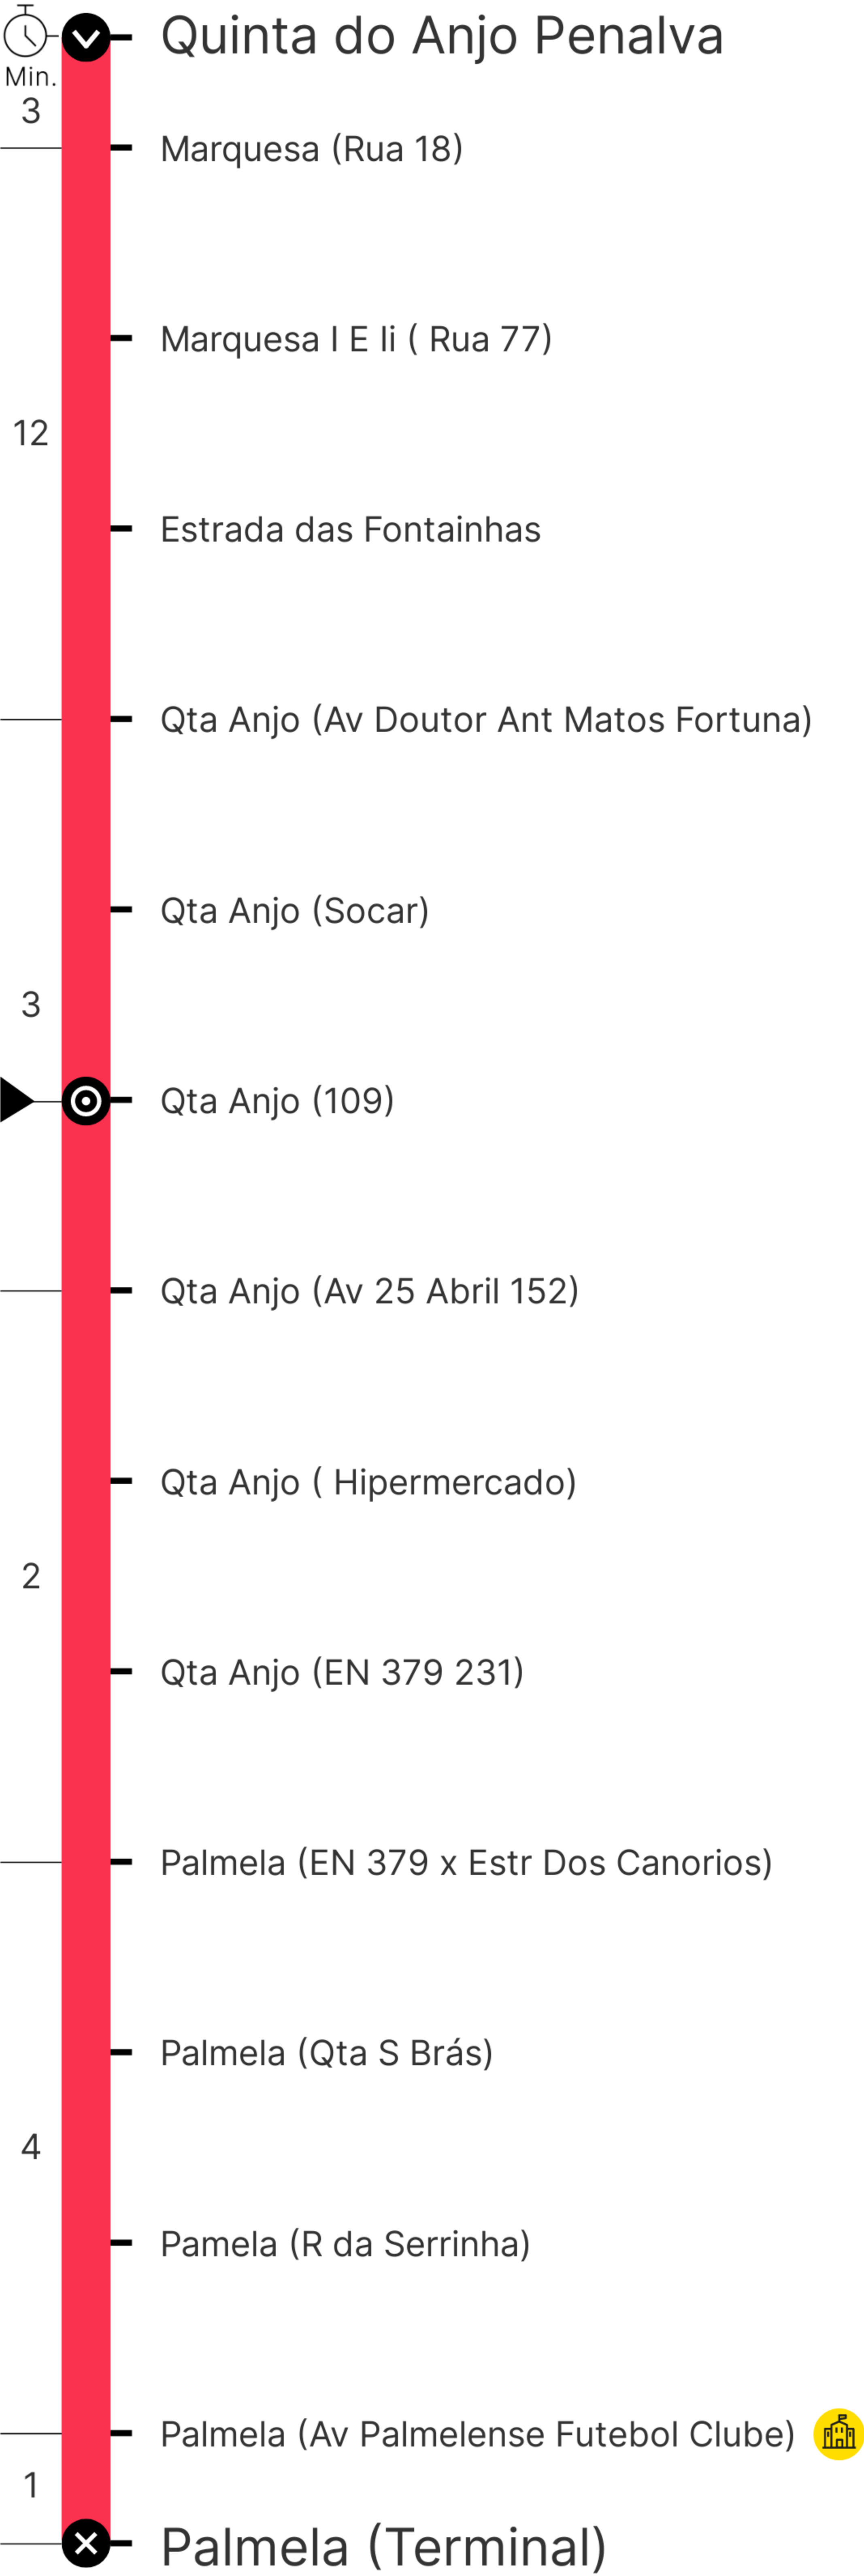 Quinta do Anjo Penalva
Min.
3
Marquesa (Rua 18)
Marquesa I E Ii ( Rua 77)
12
Estrada das Fontainhas
Qta Anjo (Av Doutor Ant Matos Fortuna)
Qta Anjo (Socar)
3
Qta Anjo (109)
Qta Anjo (Av 25 Abril 152)
Qta Anjo ( Hipermercado)
2
Qta Anjo (EN 379 231)
Palmela (EN 379 x Estr Dos Canorios)
Palmela (Qta S Brás)
4
Pamela (R da Serrinha)
Palmela (Av Palmelense Futebol Clube)
1
Palmela (Terminal)